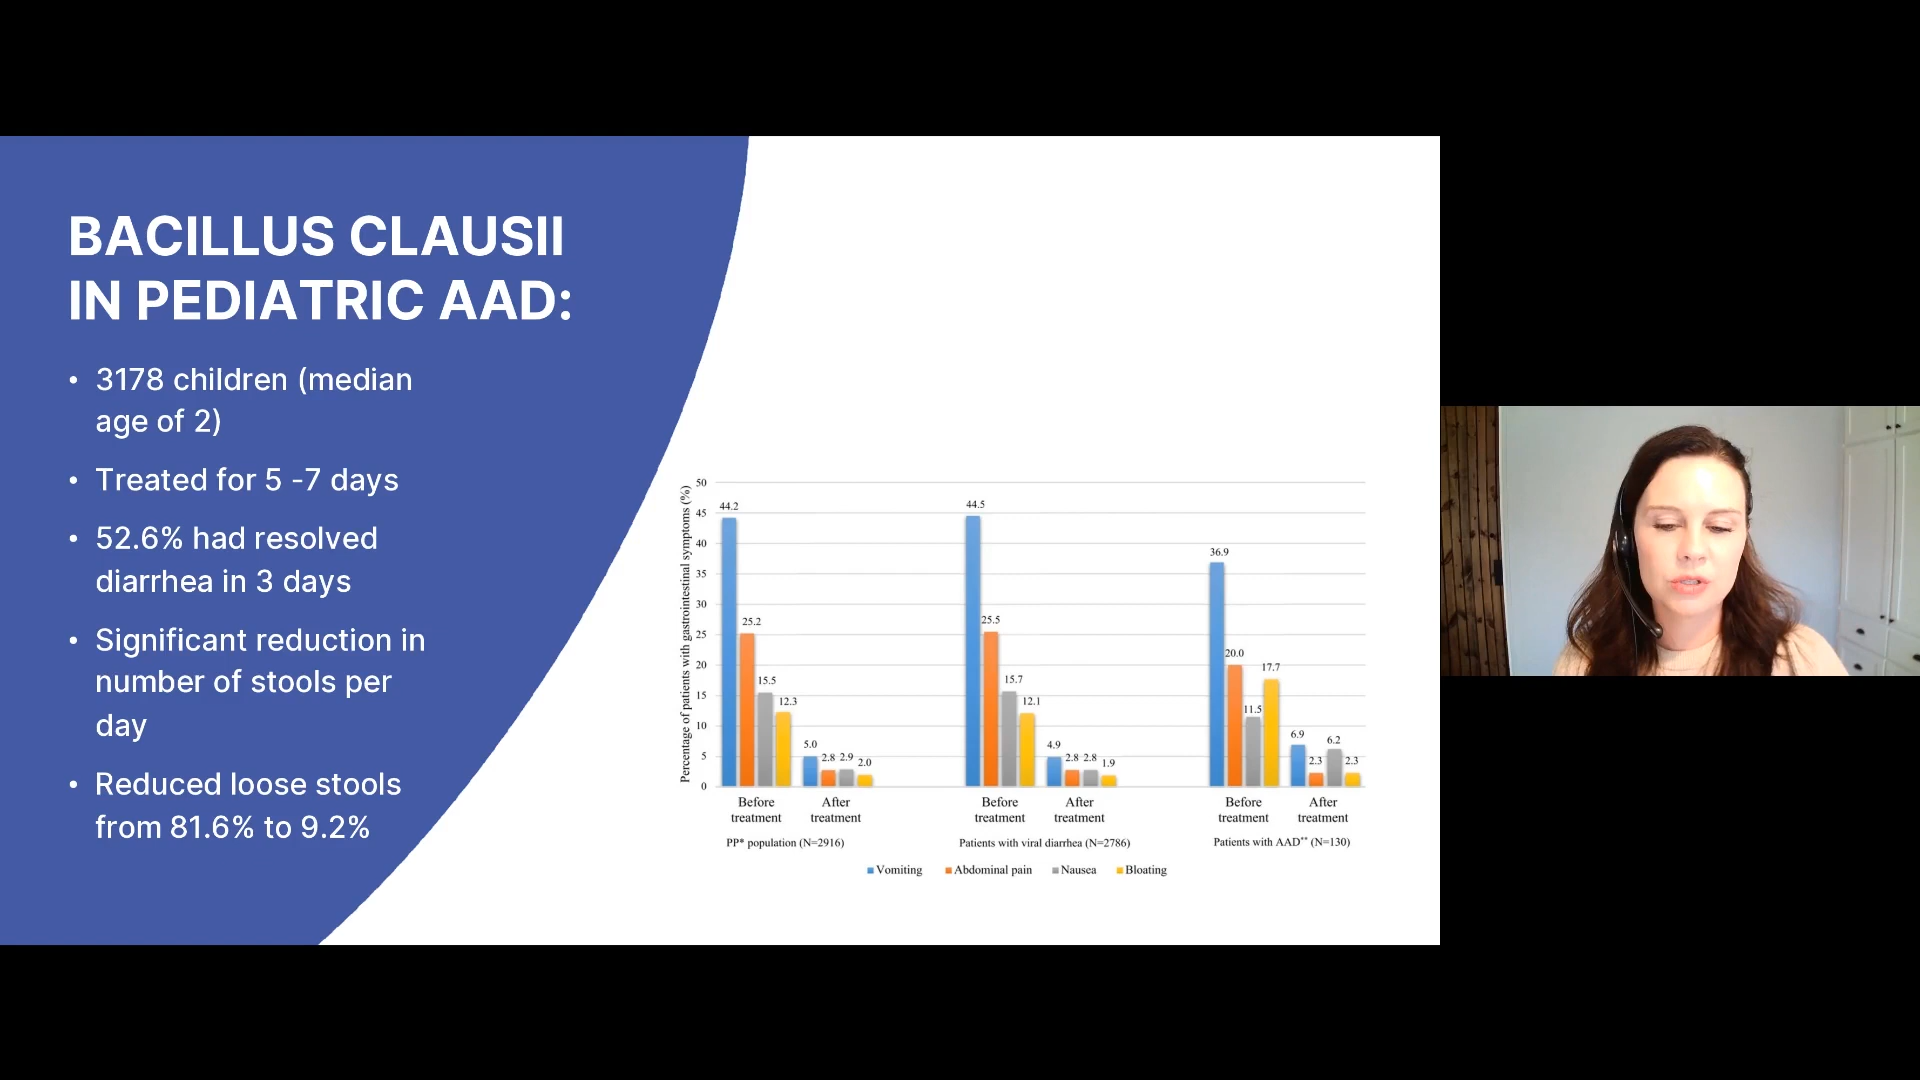 BACILLUS CLAUSII
IN PEDIATRIC AAD:
• 3178 children (median
age of 2)
• Treated for 5 -7 days
• 52.6% had resolved
diarrhea in 3 days
• Significant reduction in
number of stools per
day
• Reduced loose stools
from 81.6% to 9.2%
Percentage of patients with gastrointestinal symptoms (%)
50
45
40
35
30
25
20
15
10
5
0
44.2
25.2
15.5
12.3
5.0
2.8
2.9
2.0
44.5
25.5
15.7
12.1
4.9
2.8
2.8
1.9
36.9
20.0
11.5
17.7
6.9
2.3
6.2
2.3
Before
treatment
After
treatment
Before
treatment
After
treatment
Before
treatment
After
treatment
PP* population (N=2916)
Patients with viral diarrhea (N=2786)
Patients with AAD** (N=130)
Vomiting
Abdominal pain
Nausea
Bloating